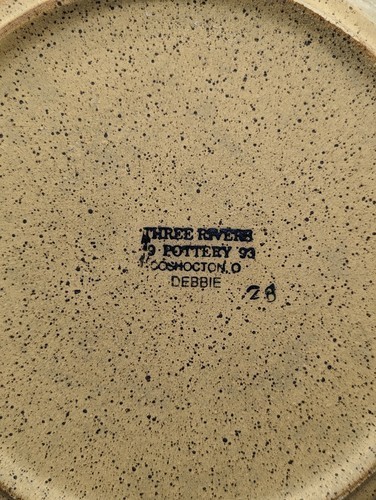 THREE RIVERS
19 POTTERY 93
COSHOCTON, O
DEBBIE
28